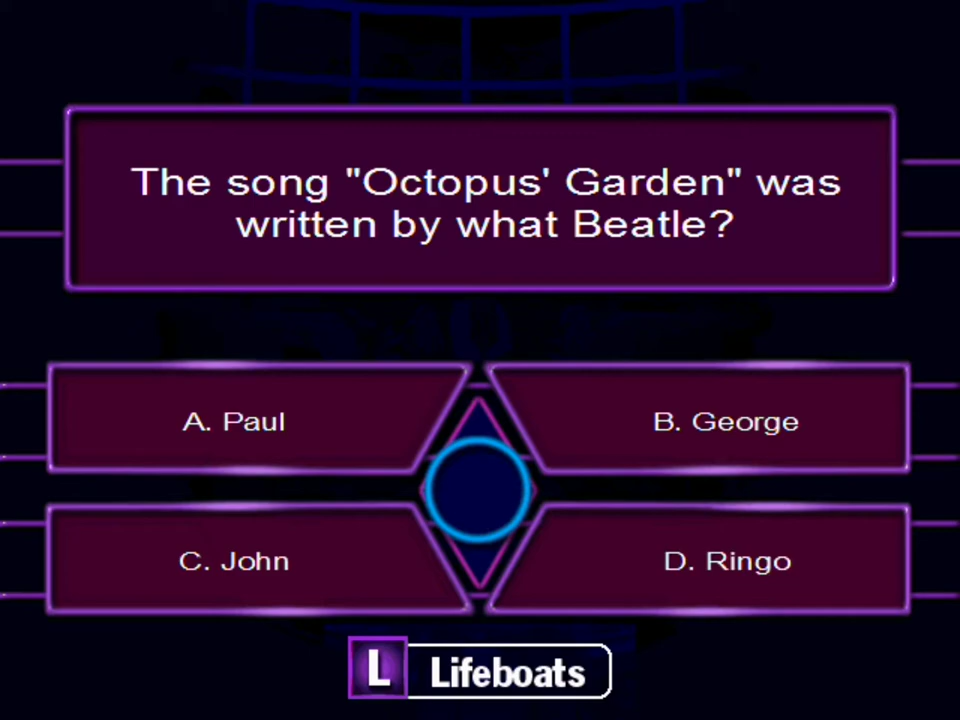 The song "Octopus' Garden" was
written by what Beatle?
A. Paul
B. George
C. John
D. Ringo
L Lifeboats